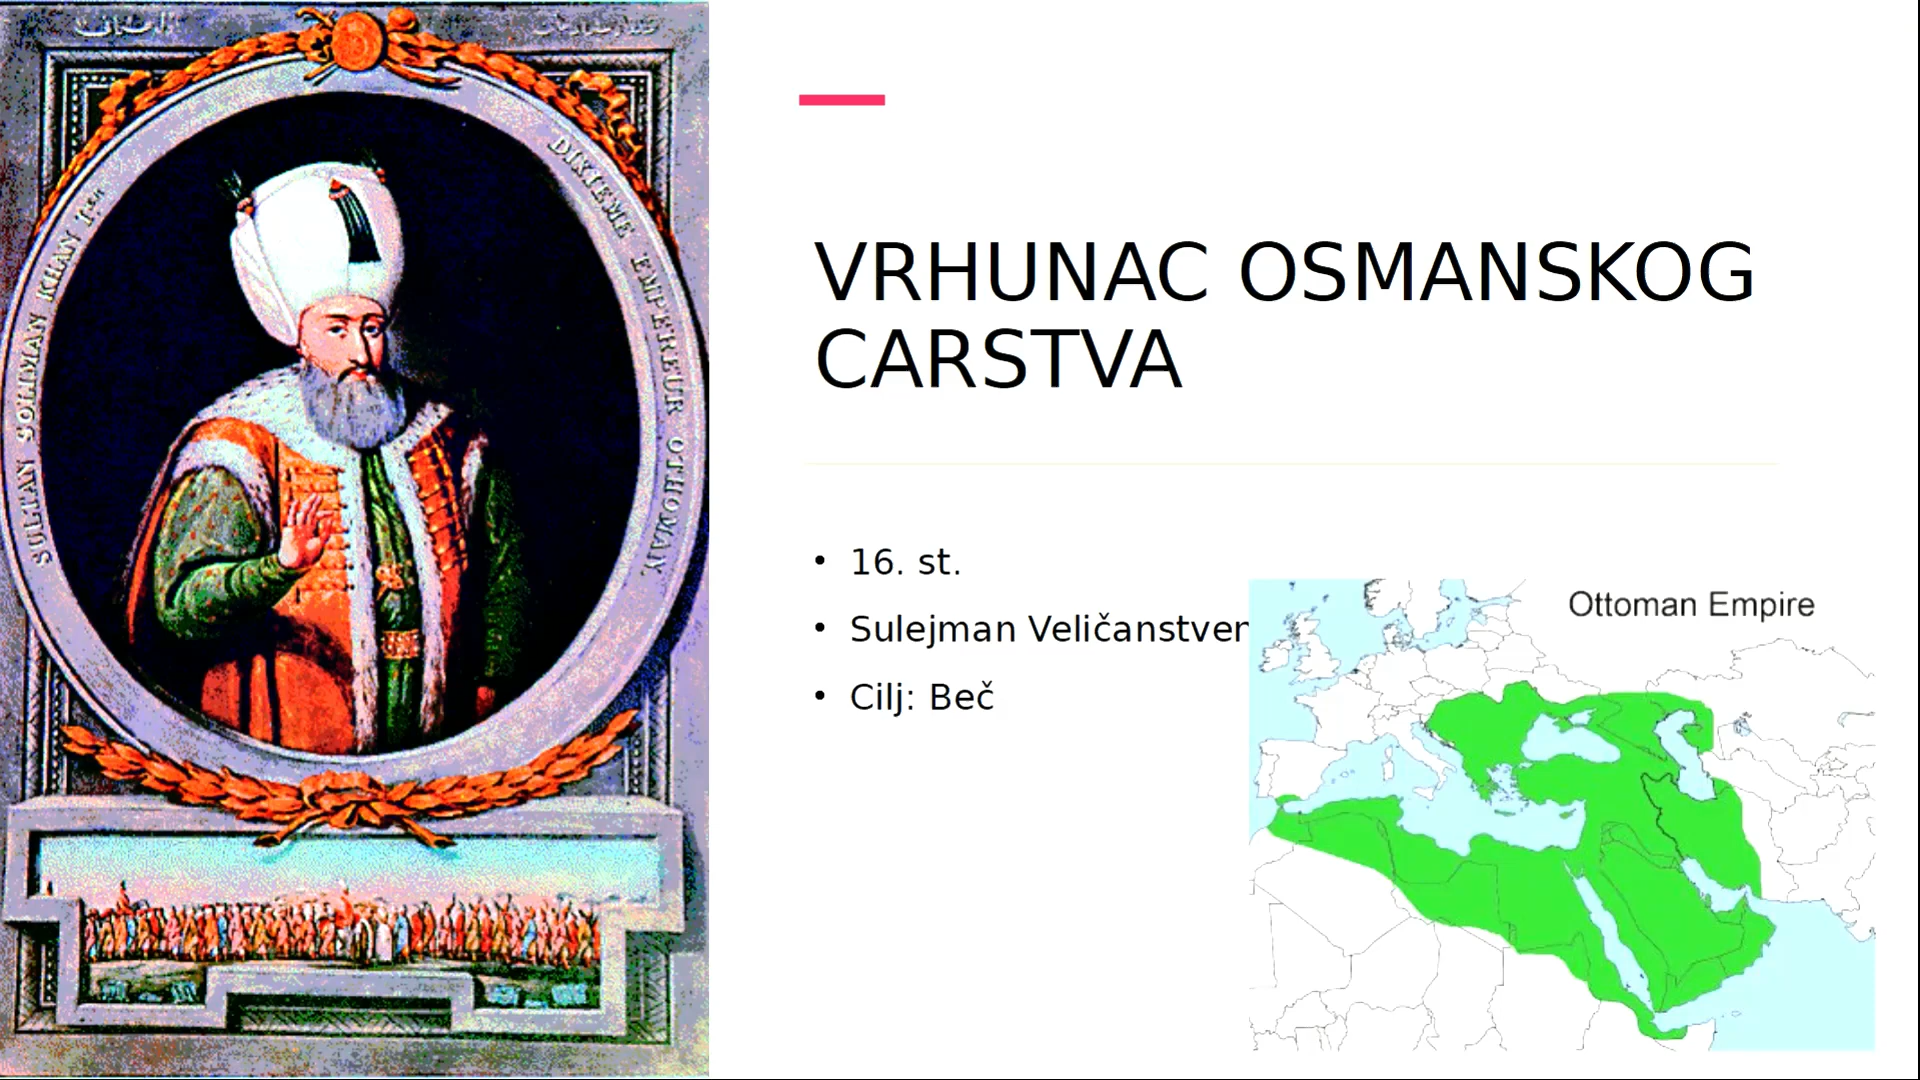 SULTAN SOLIMAN KHAN I.er
DIXIEME EMPEREUR OTHOMAN.
VRHUNAC OSMANSKOG
CARSTVA
• 16. st.
• Sulejman Veličanstven
• Cilj: Beč
Ottoman Empire